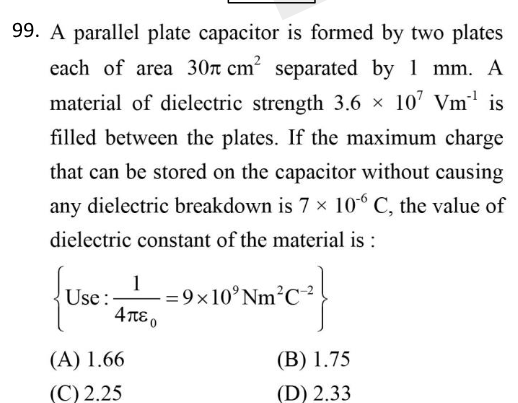 99. A parallel plate capacitor is formed by two plates
each of area 30π cm² separated by 1 mm. A
material of dielectric strength 3.6 × 10⁷ Vm⁻¹ is
filled between the plates. If the maximum charge
that can be stored on the capacitor without causing
any dielectric breakdown is 7 × 10⁻⁶ C, the value of
dielectric constant of the material is :
{Use : 1/4πε₀ = 9×10⁹ Nm²C⁻²}
(A) 1.66 (B) 1.75
(C) 2.25 (D) 2.33